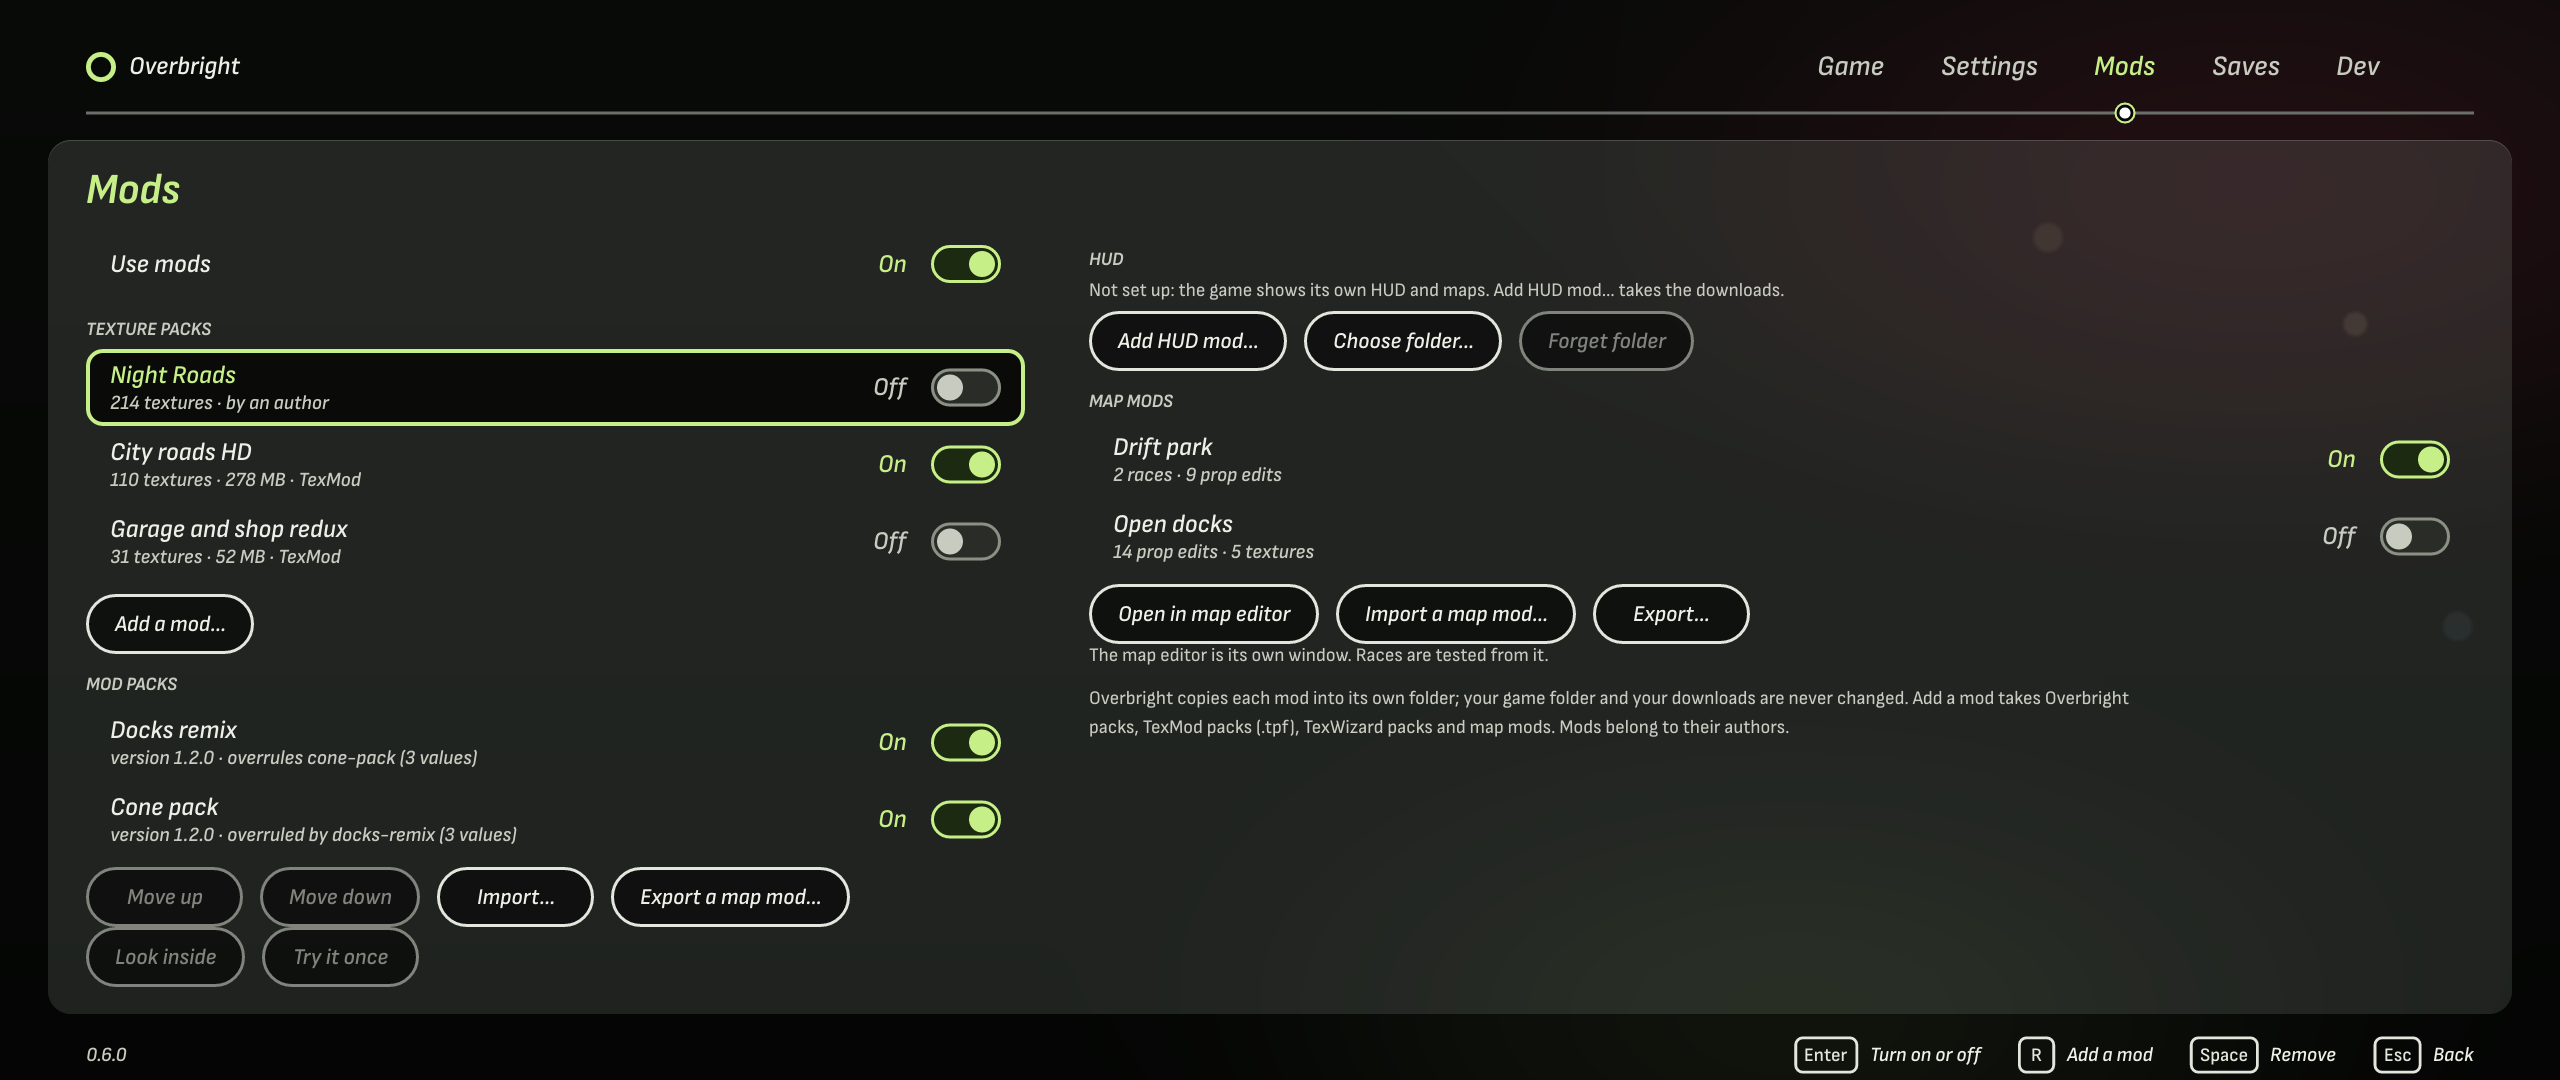 Overbright
Game
Settings
Mods
Saves
Dev
Mods
Use mods
On
TEXTURE PACKS
Night Roads
214 textures · by an author
Off
City roads HD
110 textures · 278 MB · TexMod
On
Garage and shop redux
31 textures · 52 MB · TexMod
Off
Add a mod...
MOD PACKS
Docks remix
version 1.2.0 · overrules cone-pack (3 values)
On
Cone pack
version 1.2.0 · overruled by docks-remix (3 values)
On
Move up
Move down
Import...
Export a map mod...
Look inside
Try it once
HUD
Not set up: the game shows its own HUD and maps. Add HUD mod... takes the downloads.
Add HUD mod...
Choose folder...
Forget folder
MAP MODS
Drift park
2 races · 9 prop edits
On
Open docks
14 prop edits · 5 textures
Off
Open in map editor
Import a map mod...
Export...
The map editor is its own window. Races are tested from it.
Overbright copies each mod into its own folder; your game folder and your downloads are never changed. Add a mod takes Overbright
packs, TexMod packs (.tpf), TexWizard packs and map mods. Mods belong to their authors.
0.6.0
Enter Turn on or off
R Add a mod
Space Remove
Esc Back